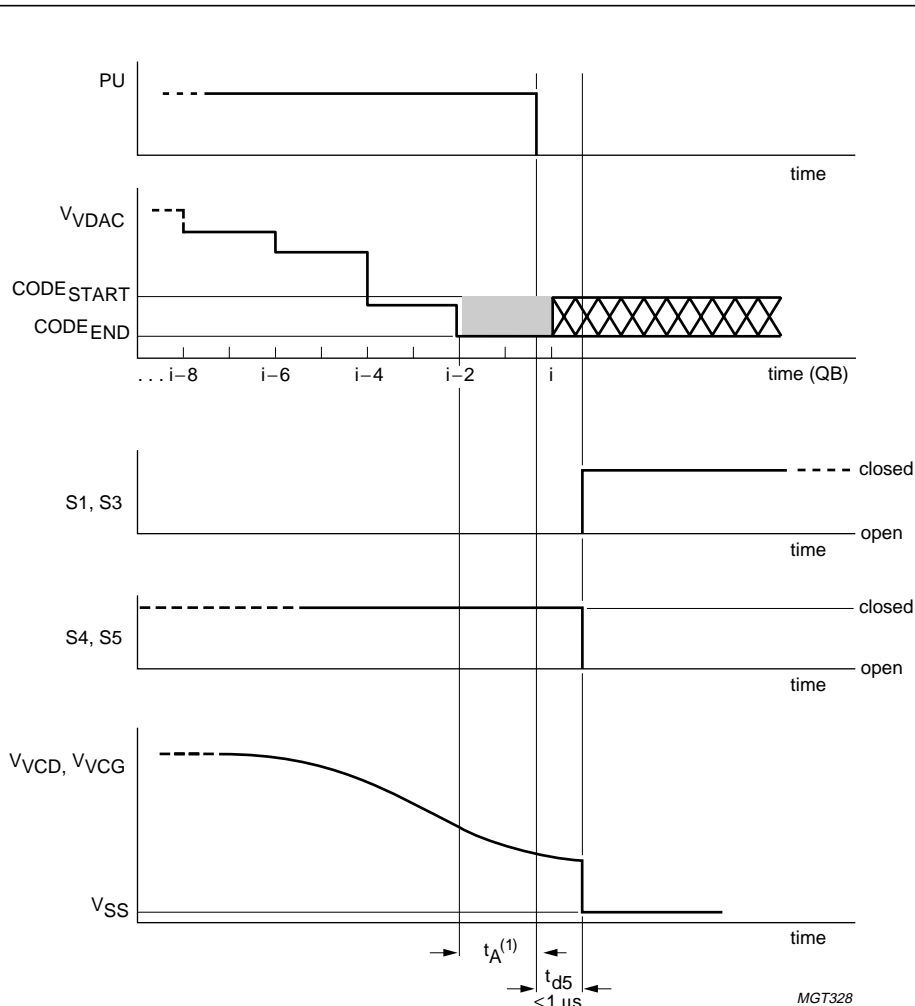 PU
time
VVDAC
CODESTART
CODEEND
. . . i−8 i−6 i−4 i−2 i time (QB)
closed
S1, S3
open
time
closed
S4, S5
open
time
VVCD, VVCG
VSS
time
tA(1)
td5
<1 µs
MGT328